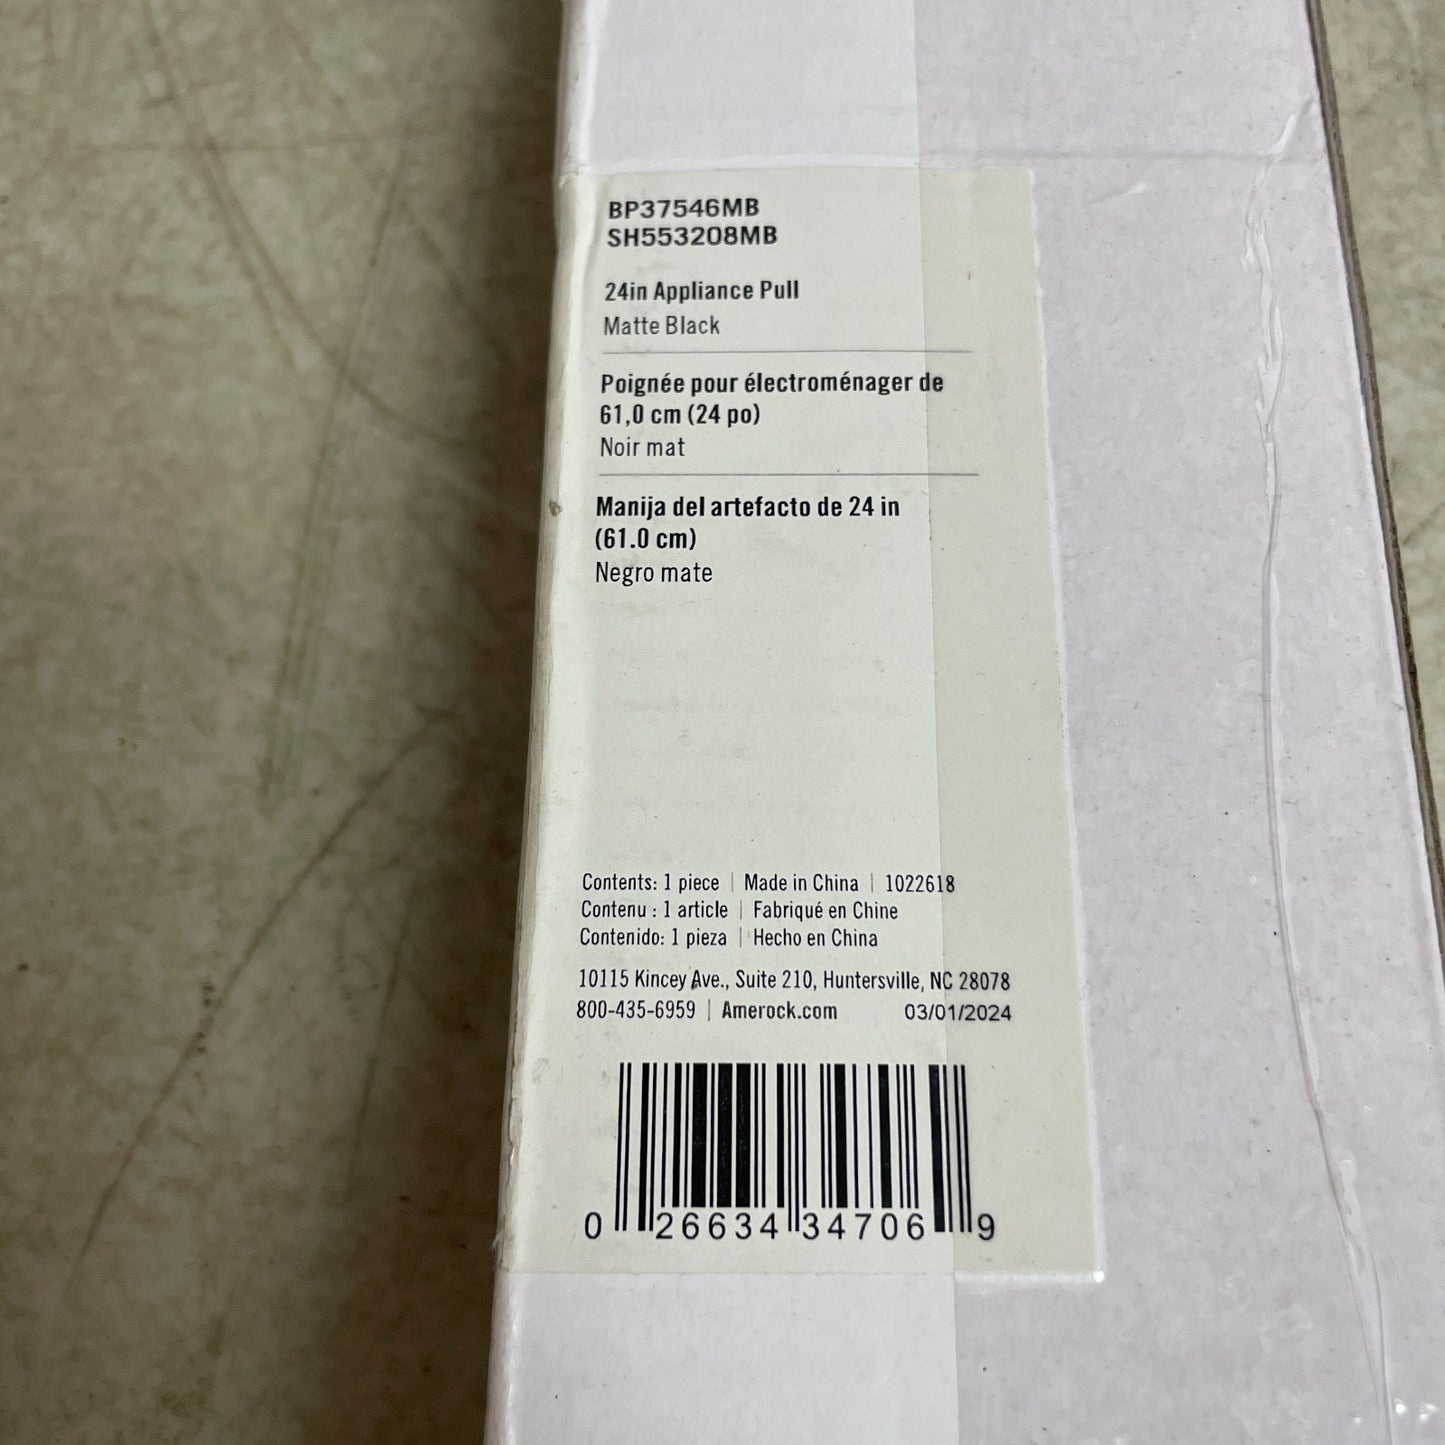 BP37546MB
SH553208MB
24in Appliance Pull
Matte Black
Poignée pour électroménager de
61,0 cm (24 po)
Noir mat
Manija del artefacto de 24 in
(61.0 cm)
Negro mate
Contents: 1 piece | Made in China | 1022618
Contenu : 1 article | Fabriqué en Chine
Contenido: 1 pieza | Hecho en China
10115 Kincey Ave., Suite 210, Huntersville, NC 28078
800-435-6959 | Amerock.com 03/01/2024
0 26634 34706 9